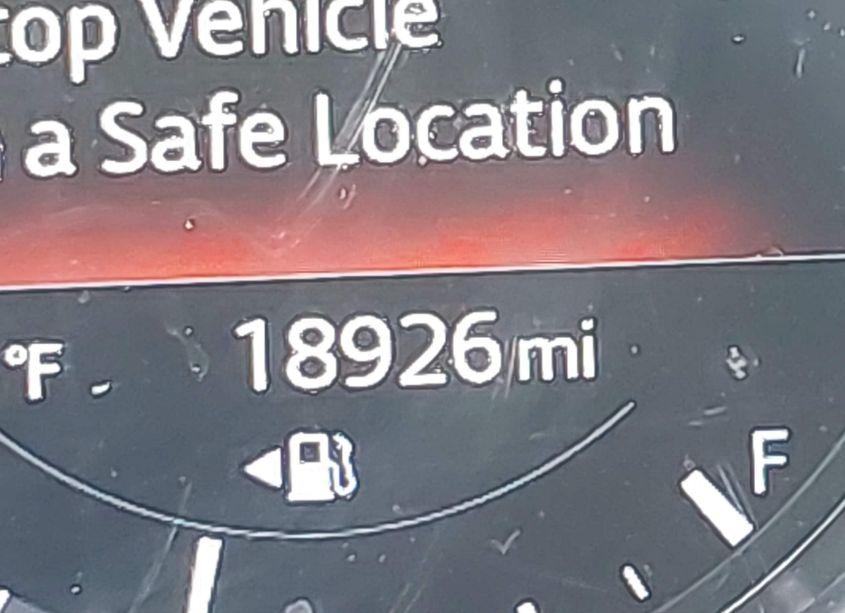 top Vehicle
a Safe Location
°F 18926 mi
F